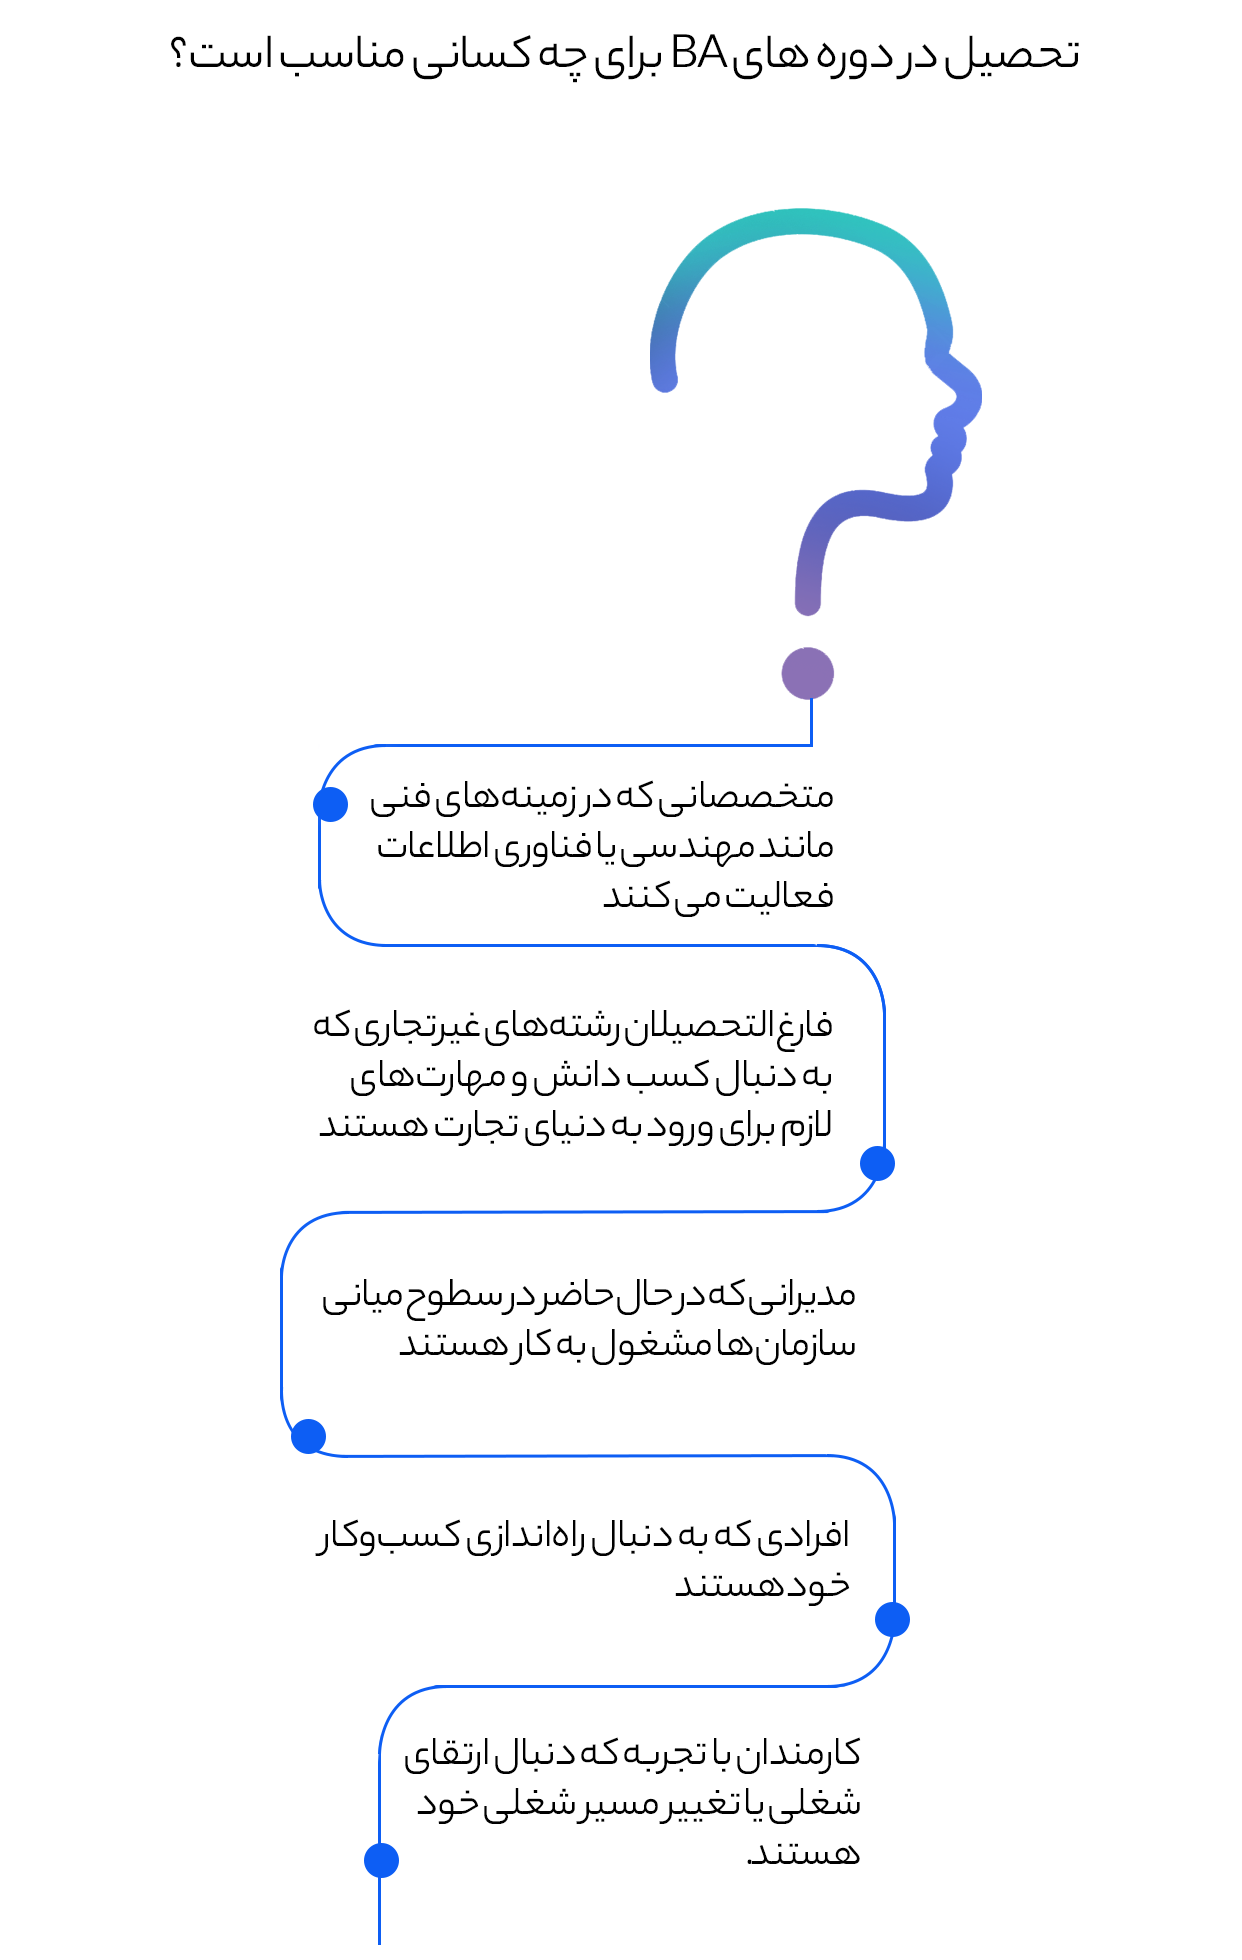 تحصیل در دوره های BA برای چه کسانی مناسب است؟
متخصصانی که در زمینه‌های فنی
مانند مهندسی یا فناوری اطلاعات
فعالیت می‌کنند
فارغ‌التحصیلان رشته‌های غیرتجاری که
به دنبال کسب دانش و مهارت‌های
لازم برای ورود به دنیای تجارت هستند
مدیرانی که در حال حاضر در سطوح میانی
سازمان‌ها مشغول به کار هستند
افرادی که به دنبال راه‌اندازی کسب‌وکار
خود هستند
کارمندان با تجربه که دنبال ارتقای
شغلی یا تغییر مسیر شغلی خود
هستند.